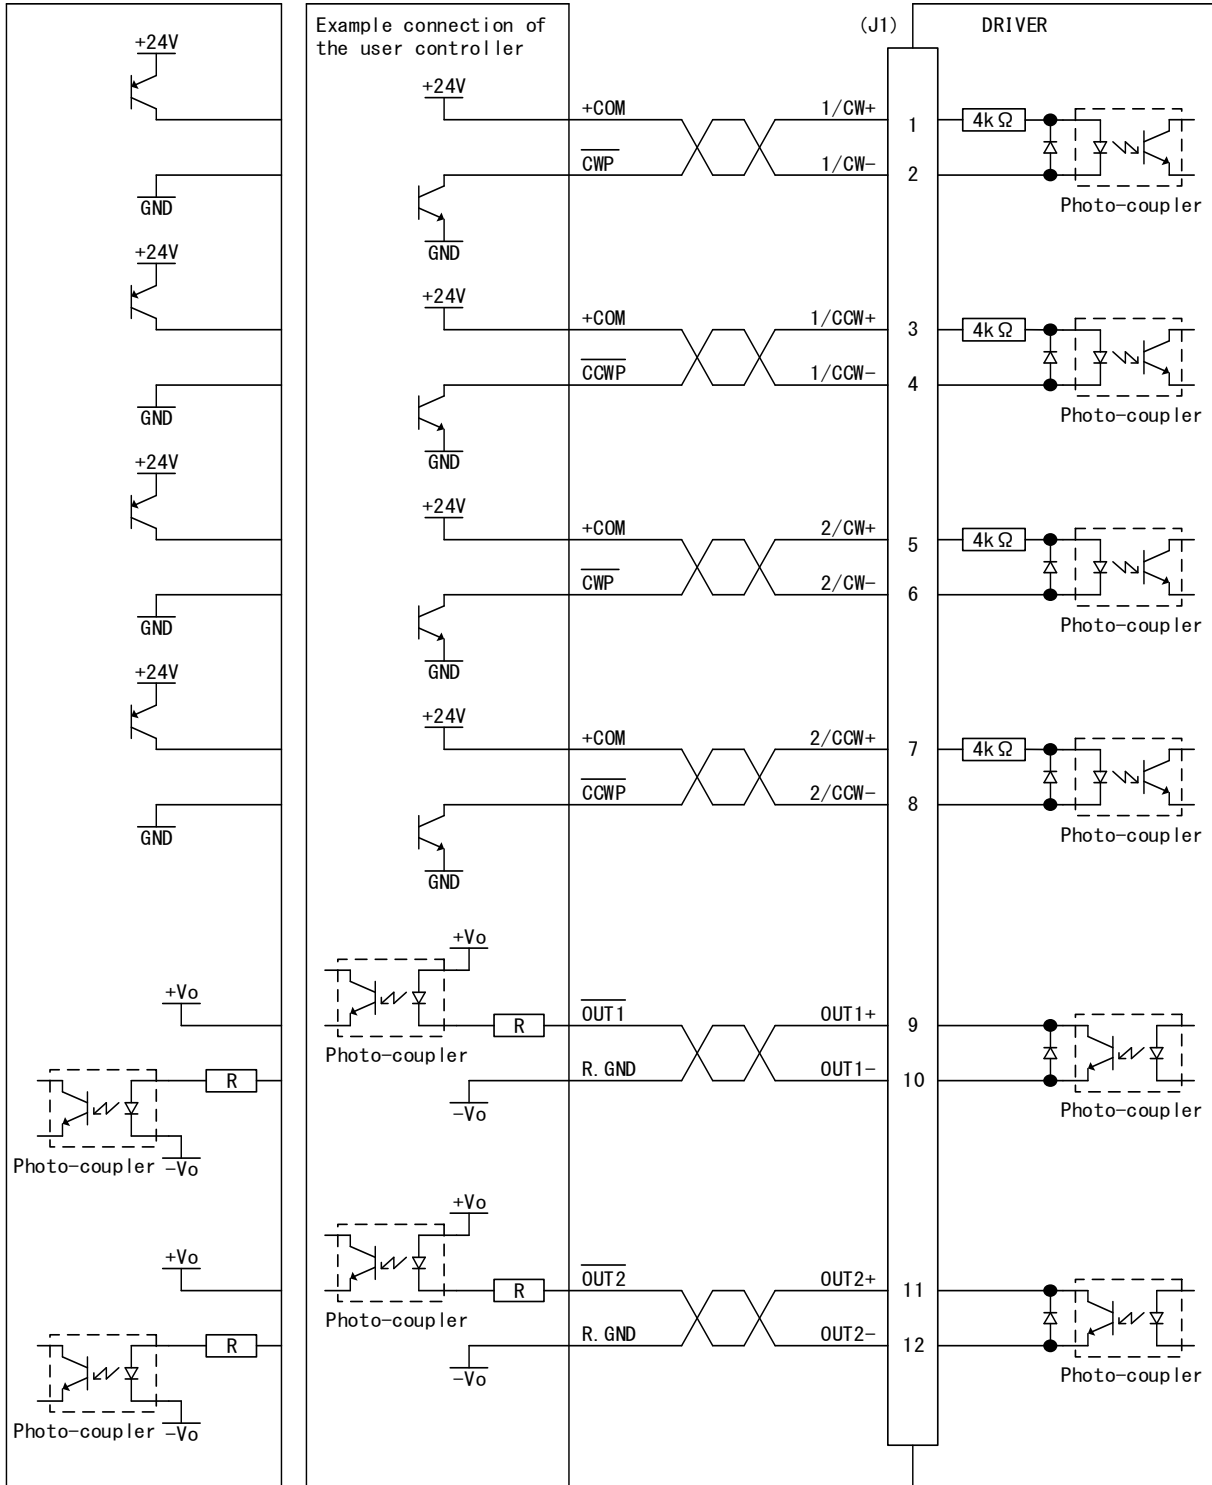 Example connection of
the user controller
(J1)
DRIVER
+24V
+24V
+COM
1/CW+
1
4kΩ
CWP
1/CW-
2
GND
Photo-coupler
GND
+24V
+24V
+COM
1/CCW+
3
4kΩ
CCWP
1/CCW-
4
GND
Photo-coupler
GND
+24V
+24V
+COM
2/CW+
5
4kΩ
CWP
2/CW-
6
GND
Photo-coupler
GND
+24V
+24V
+COM
2/CCW+
7
4kΩ
CCWP
2/CCW-
8
GND
Photo-coupler
GND
+Vo
+Vo
R
OUT1
OUT1+
9
Photo-coupler
R
R.GND
OUT1-
10
-Vo
Photo-coupler
Photo-coupler
-Vo
+Vo
+Vo
R
OUT2
OUT2+
11
Photo-coupler
R
R.GND
OUT2-
12
-Vo
Photo-coupler
Photo-coupler
-Vo